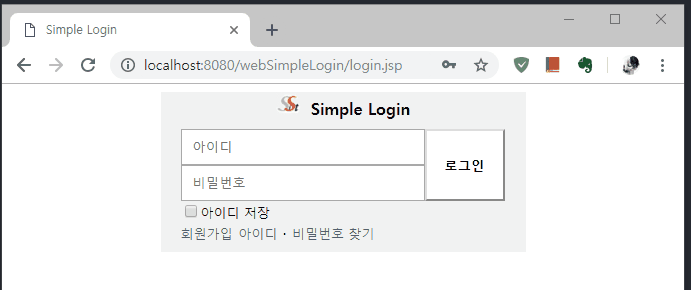 Simple Login
localhost:8080/webSimpleLogin/login.jsp
Simple Login
아이디
비밀번호
로그인
아이디 저장
회원가입 아이디 · 비밀번호 찾기